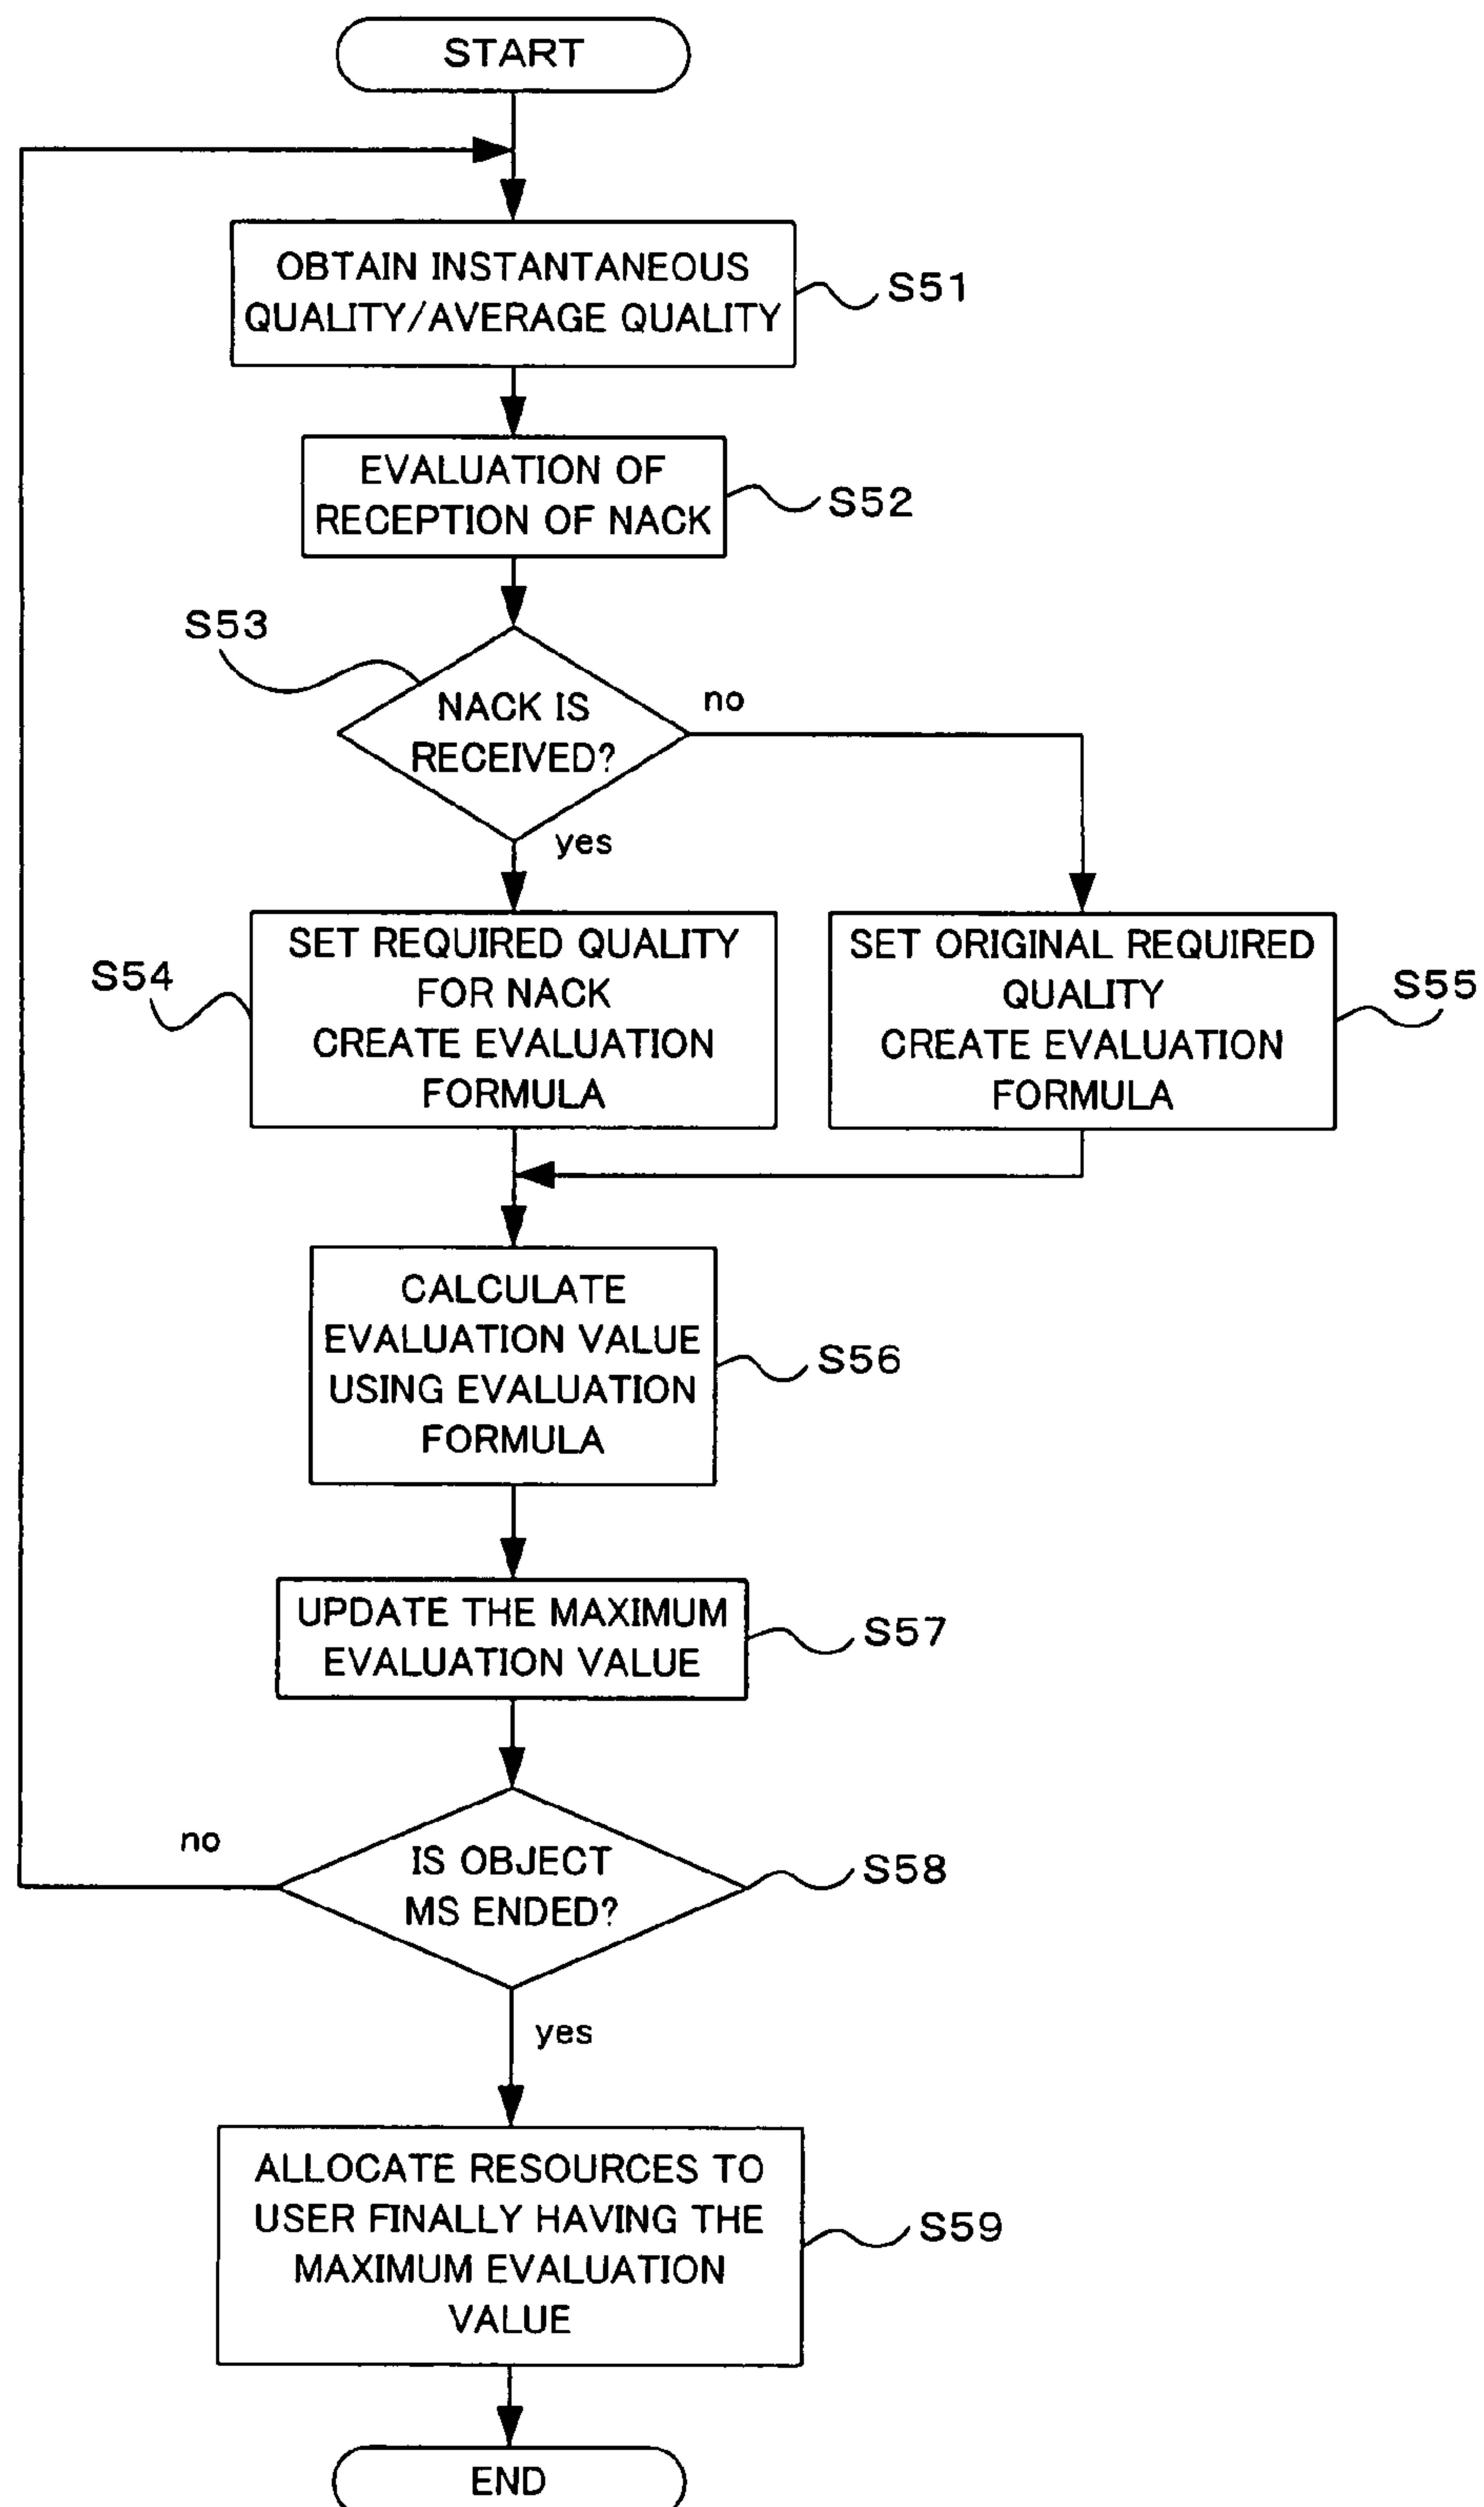 START
OBTAIN INSTANTANEOUS
QUALITY/AVERAGE QUALITY
S51
EVALUATION OF
RECEPTION OF NACK
S52
S53
NACK IS
RECEIVED?
no
yes
S54
SET REQUIRED QUALITY
FOR NACK
CREATE EVALUATION
FORMULA
SET ORIGINAL REQUIRED
QUALITY
CREATE EVALUATION
FORMULA
S55
CALCULATE
EVALUATION VALUE
USING EVALUATION
FORMULA
S56
UPDATE THE MAXIMUM
EVALUATION VALUE
S57
no
IS OBJECT
MS ENDED?
S58
yes
ALLOCATE RESOURCES TO
USER FINALLY HAVING THE
MAXIMUM EVALUATION
VALUE
S59
END